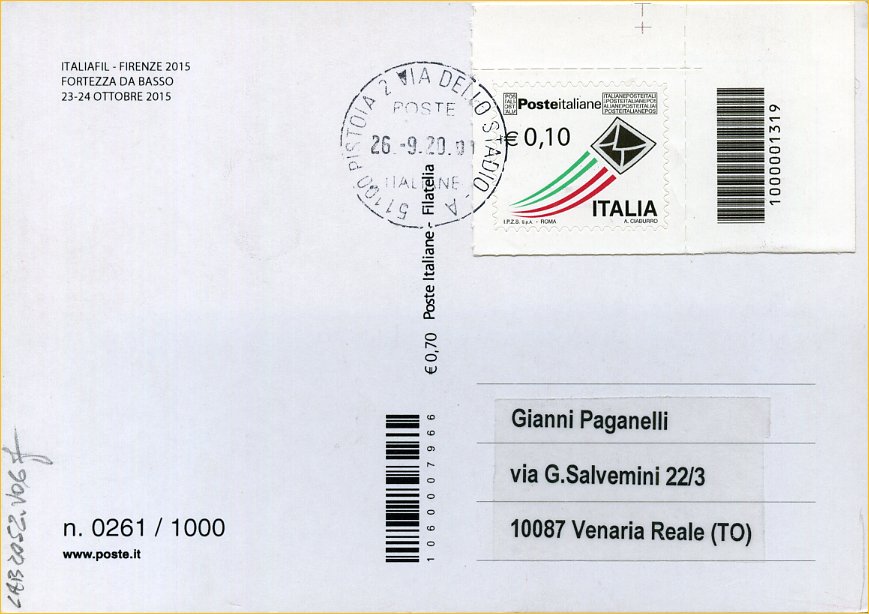 ITALIAFIL - FIRENZE 2015
FORTEZZA DA BASSO
23-24 OTTOBRE 2015
51100 PISTOIA 2 VIA DELLO STADIO - A
POSTE
26.-9.20.
ITALIANE
Posteitaliane
€ 0,10
ITALIA
I.P.Z.S. S.p.A. - ROMA
A. CIABURRO
1000001319
€ 0,70 Poste Italiane - Filatelia
1060007966
Gianni Paganelli
via G.Salvemini 22/3
10087 Venaria Reale (TO)
n. 0261 / 1000
www.poste.it